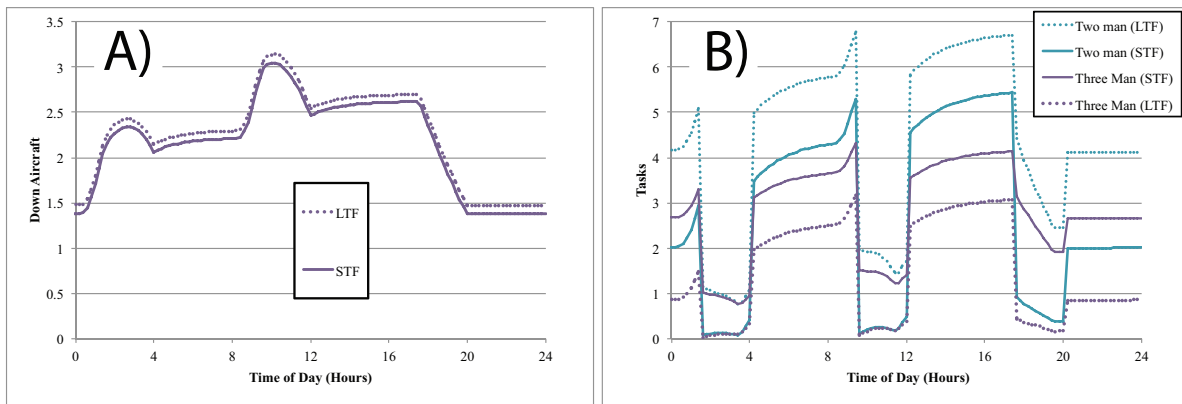 A)
3.5
3
2.5
2
1.5
1
0.5
0
Down Aircraft
LTF
STF
0 4 8 12 16 20 24
Time of Day (Hours)
B)
7
6
5
4
3
2
1
0
Tasks
Two man (LTF)
Two man (STF)
Three Man (STF)
Three Man (LTF)
0 4 8 12 16 20 24
Time of Day (Hours)